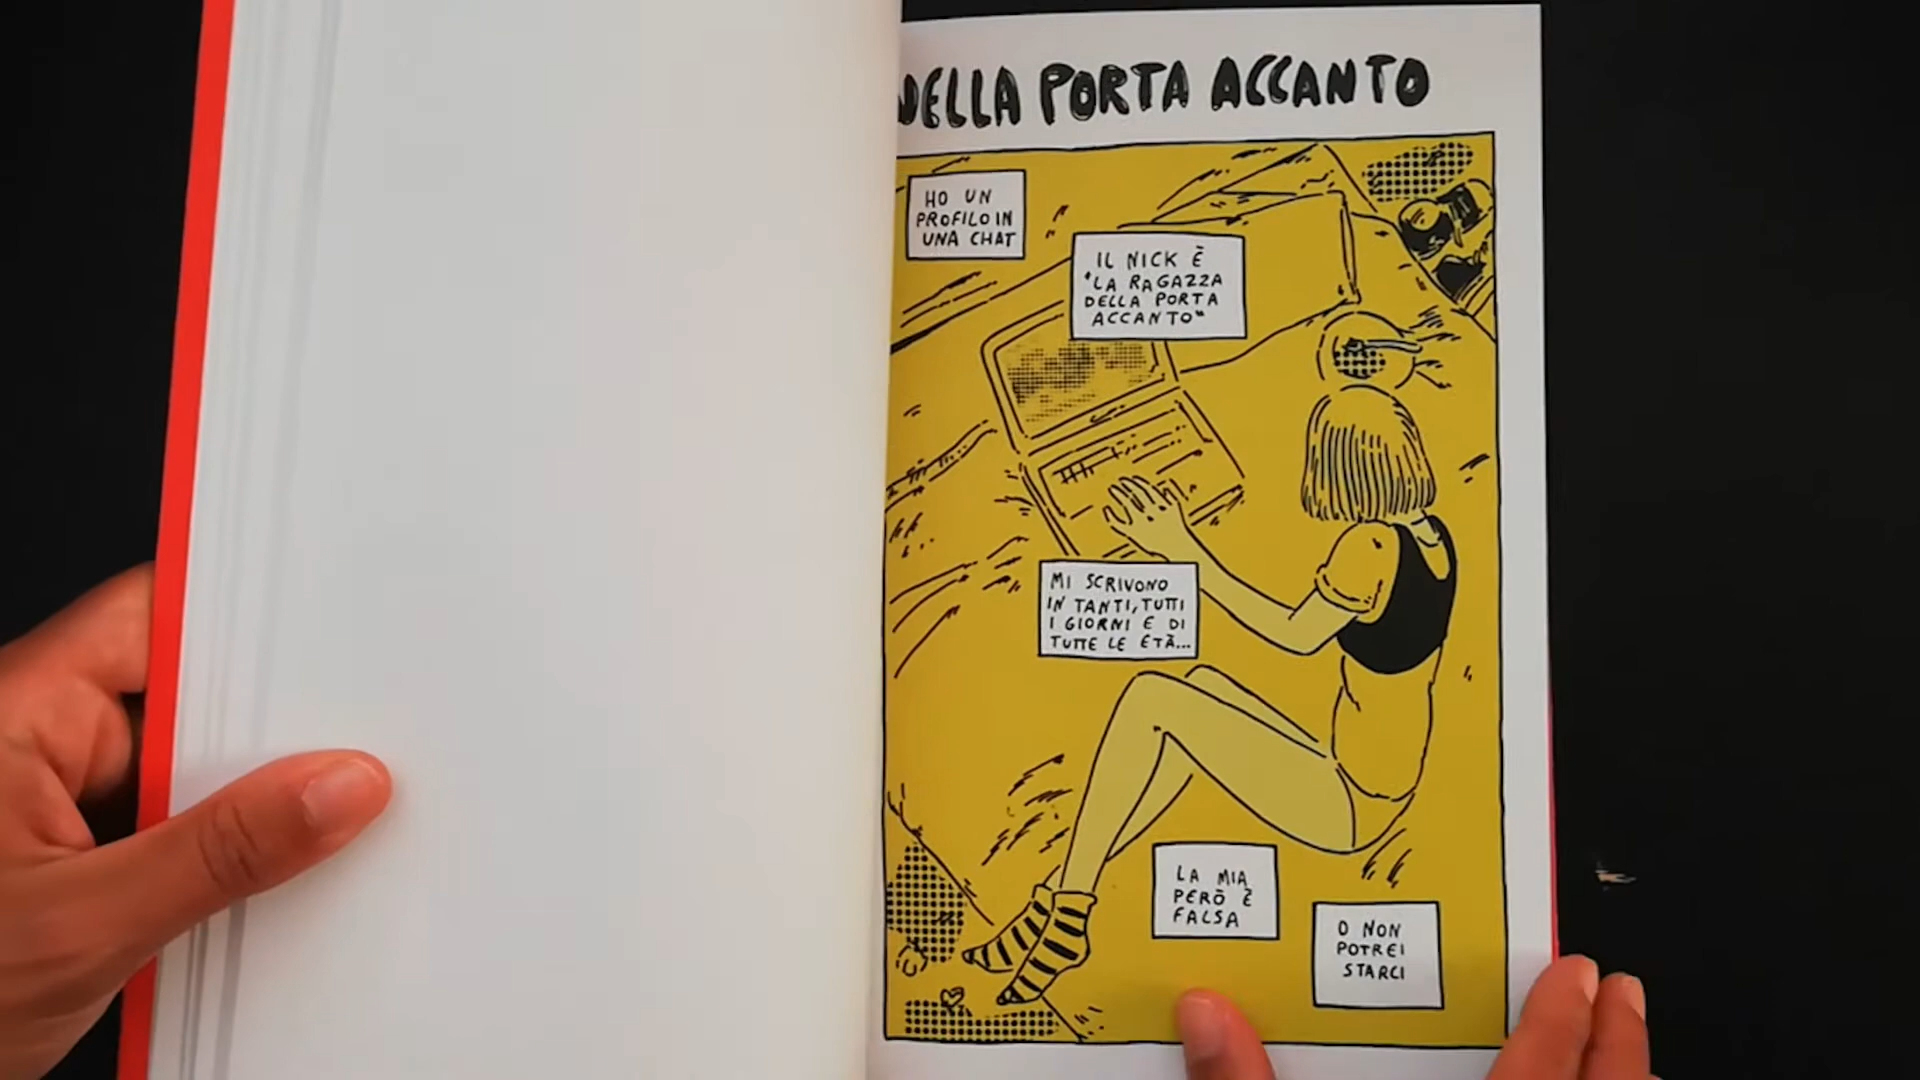 DELLA PORTA ACCANTO
HO UN
PROFILO IN
UNA CHAT
IL NICK È
"LA RAGAZZA
DELLA PORTA
ACCANTO"
MI SCRIVONO
IN TANTI, TUTTI
I GIORNI E DI
TUTTE LE ETÀ...
LA MIA
PERÒ È
FALSA
O NON
POTREI
STARCI